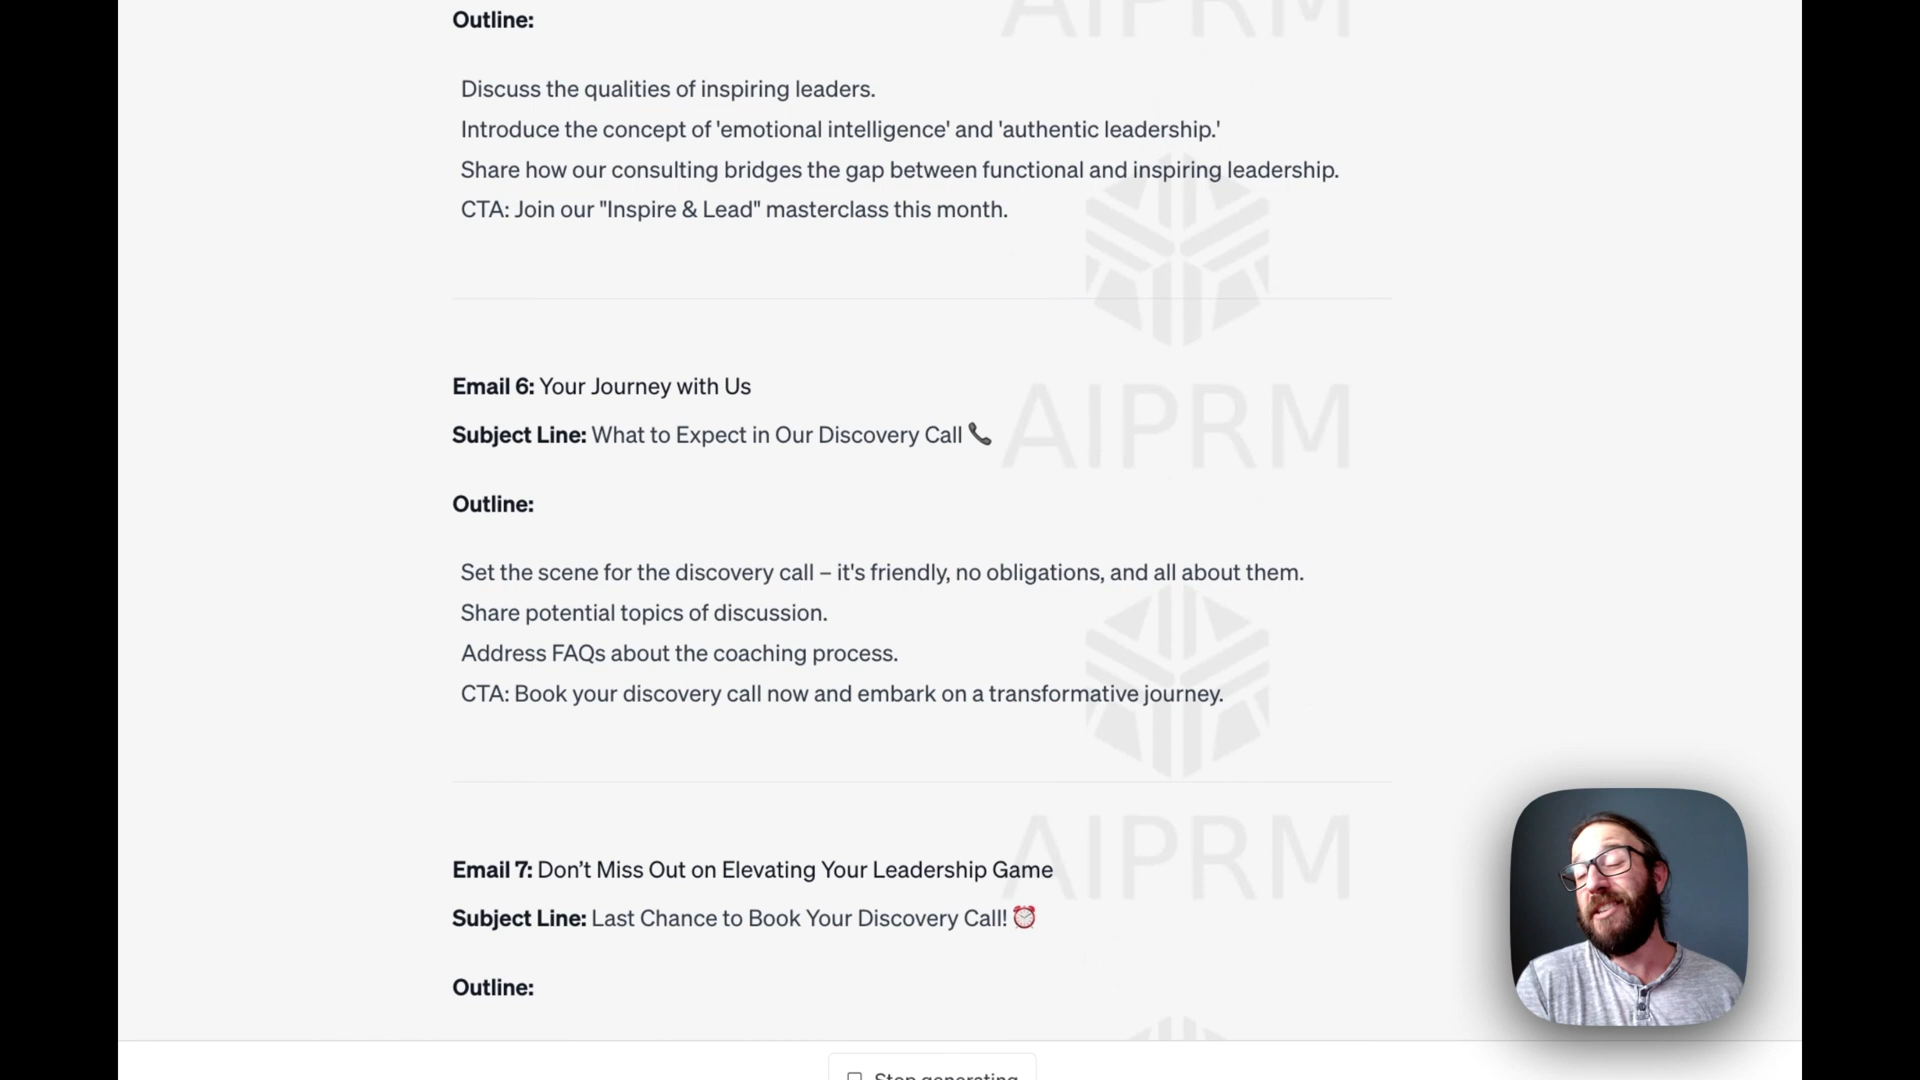 Outline:
AIPRM
Discuss the qualities of inspiring leaders.
Introduce the concept of 'emotional intelligence' and 'authentic leadership.'
Share how our consulting bridges the gap between functional and inspiring leadership.
CTA: Join our "Inspire & Lead" masterclass this month.
Email 6: Your Journey with Us
Subject Line: What to Expect in Our Discovery Call 📞
AIPRM
Outline:
Set the scene for the discovery call – it's friendly, no obligations, and all about them.
Share potential topics of discussion.
Address FAQs about the coaching process.
CTA: Book your discovery call now and embark on a transformative journey.
AIPRM
Email 7: Don’t Miss Out on Elevating Your Leadership Game
Subject Line: Last Chance to Book Your Discovery Call! ⏰
Outline:
Stop generating